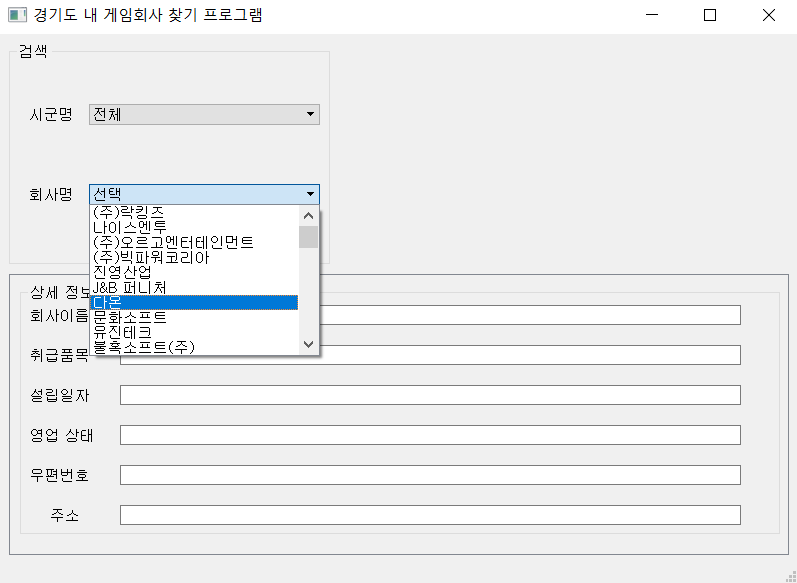 경기도 내 게임회사 찾기 프로그램
검색
시군명 전체
회사명 선택
(주)락킹즈
나이스엔투
(주)오르고엔터테인먼트
(주)빅파워코리아
진영산업
J&B 퍼니처
다온
문화소프트
유진테크
불혹소프트(주)
상세 정보
회사이름
취급품목
설립일자
영업 상태
우편번호
주소